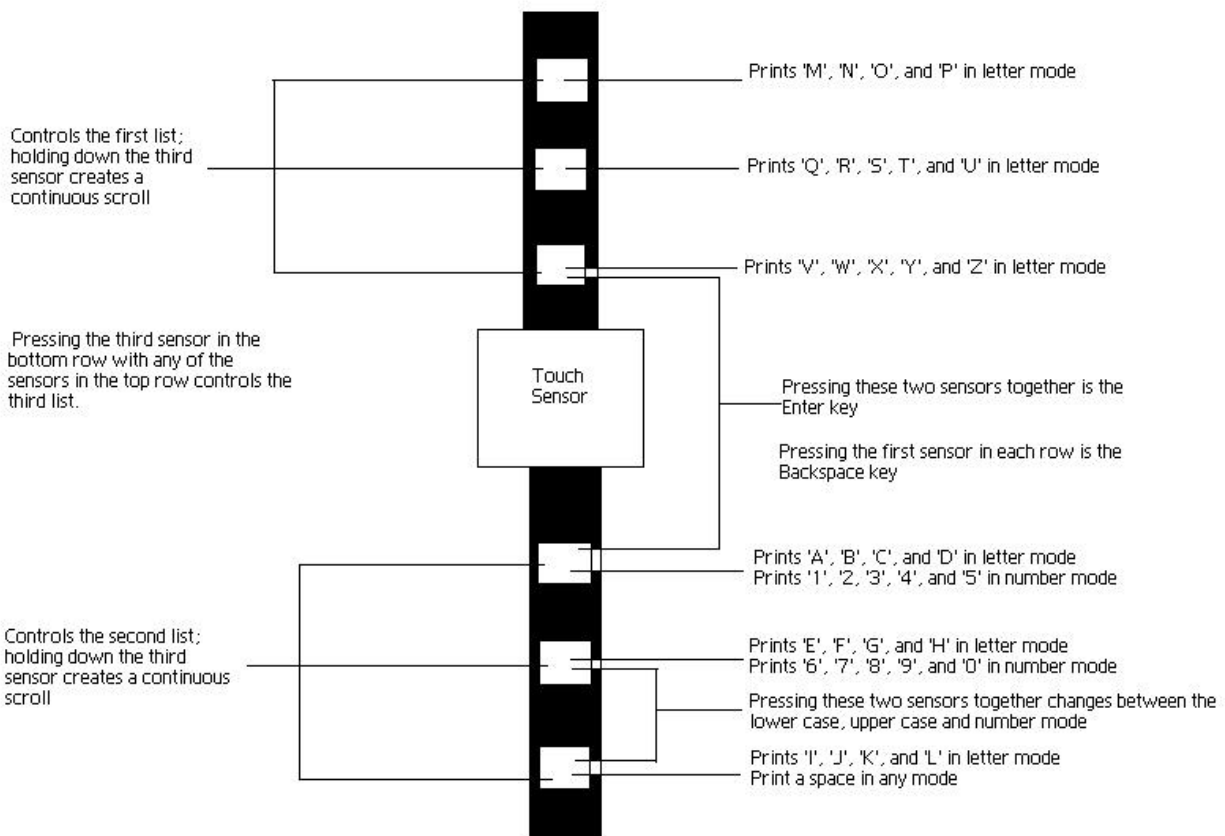 Prints 'M', 'N', 'O', and 'P' in letter mode
Controls the first list;
holding down the third
sensor creates a
continuous scroll
Prints 'Q', 'R', 'S', T', and 'U' in letter mode
Prints 'V', 'W', 'X', 'Y', and 'Z' in letter mode
Pressing the third sensor in the
bottom row with any of the
sensors in the top row controls the
third list.
Touch
Sensor
Pressing these two sensors together is the
Enter key
Pressing the first sensor in each row is the
Backspace key
Prints 'A', 'B', 'C', and 'D' in letter mode
Prints '1', '2, '3', '4', and '5' in number mode
Controls the second list;
holding down the third
sensor creates a continuous
scroll
Prints 'E', 'F', 'G', and 'H' in letter mode
Prints '6', '7', '8', '9', and '0' in number mode
Pressing these two sensors together changes between the
lower case, upper case and number mode
Prints 'I', 'J', 'K', and 'L' in letter mode
Print a space in any mode